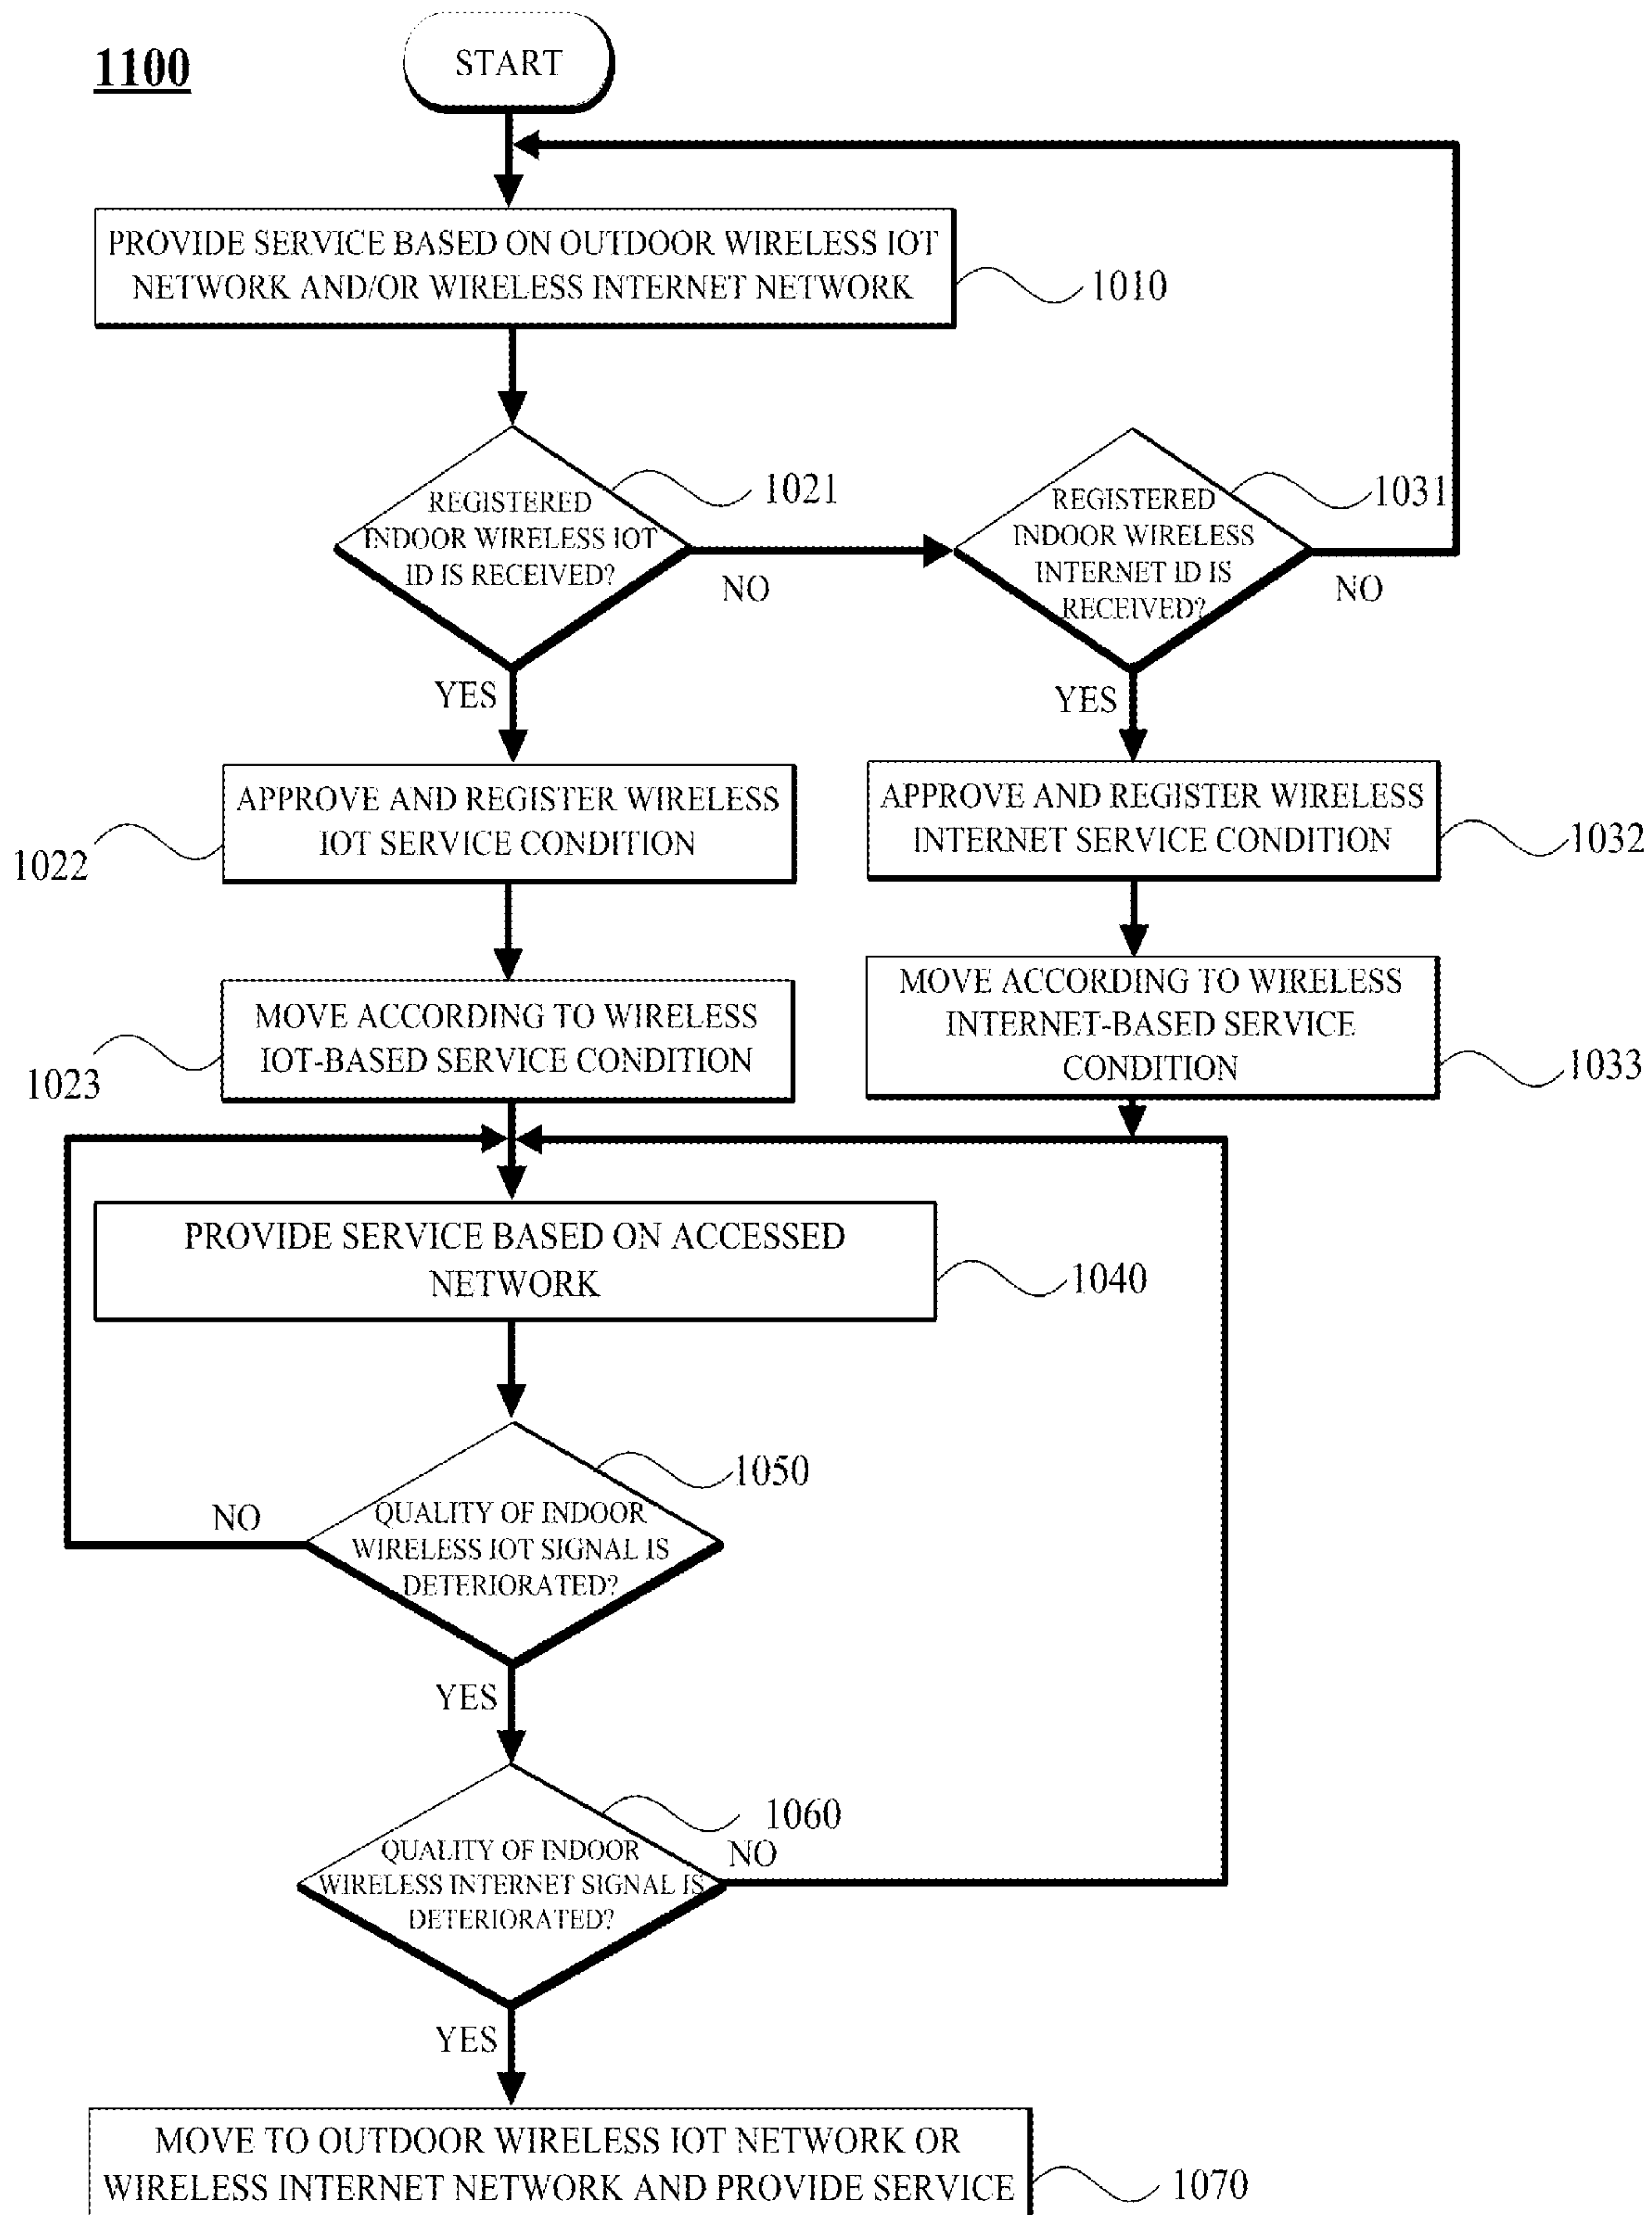 1100
START
PROVIDE SERVICE BASED ON OUTDOOR WIRELESS IOT
NETWORK AND/OR WIRELESS INTERNET NETWORK
1010
REGISTERED
INDOOR WIRELESS IOT
ID IS RECEIVED?
1021
NO
YES
REGISTERED
INDOOR WIRELESS
INTERNET ID IS
RECEIVED?
1031
NO
YES
APPROVE AND REGISTER WIRELESS
IOT SERVICE CONDITION
1022
APPROVE AND REGISTER WIRELESS
INTERNET SERVICE CONDITION
1032
MOVE ACCORDING TO WIRELESS
IOT-BASED SERVICE CONDITION
1023
MOVE ACCORDING TO WIRELESS
INTERNET-BASED SERVICE
CONDITION
1033
PROVIDE SERVICE BASED ON ACCESSED
NETWORK
1040
QUALITY OF INDOOR
WIRELESS IOT SIGNAL IS
DETERIORATED?
1050
NO
YES
QUALITY OF INDOOR
WIRELESS INTERNET SIGNAL IS
DETERIORATED?
1060
NO
YES
MOVE TO OUTDOOR WIRELESS IOT NETWORK OR
WIRELESS INTERNET NETWORK AND PROVIDE SERVICE
1070